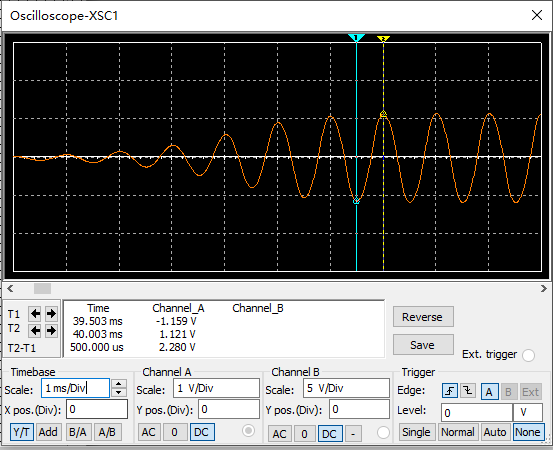 Oscilloscope-XSC1
1 2
T1
T2
T2-T1
Time Channel_A Channel_B
39.503 ms -1.159 V
40.003 ms 1.121 V
500.000 us 2.280 V
Reverse
Save
Ext. trigger
Timebase
Scale: 1 ms/Div
X pos.(Div): 0
Y/T Add B/A A/B
Channel A
Scale: 1 V/Div
Y pos.(Div): 0
AC 0 DC
Channel B
Scale: 5 V/Div
Y pos.(Div): 0
AC 0 DC -
Trigger
Edge: A B Ext
Level: 0 V
Single Normal Auto None